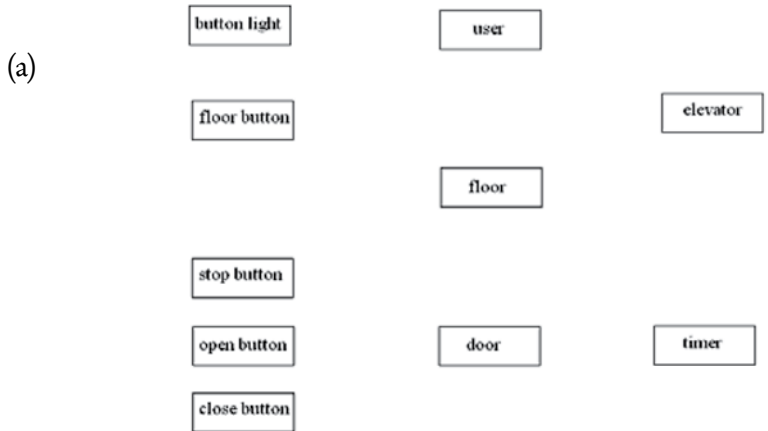 button light
user
(a)
floor button
elevator
floor
stop button
open button
door
timer
close button